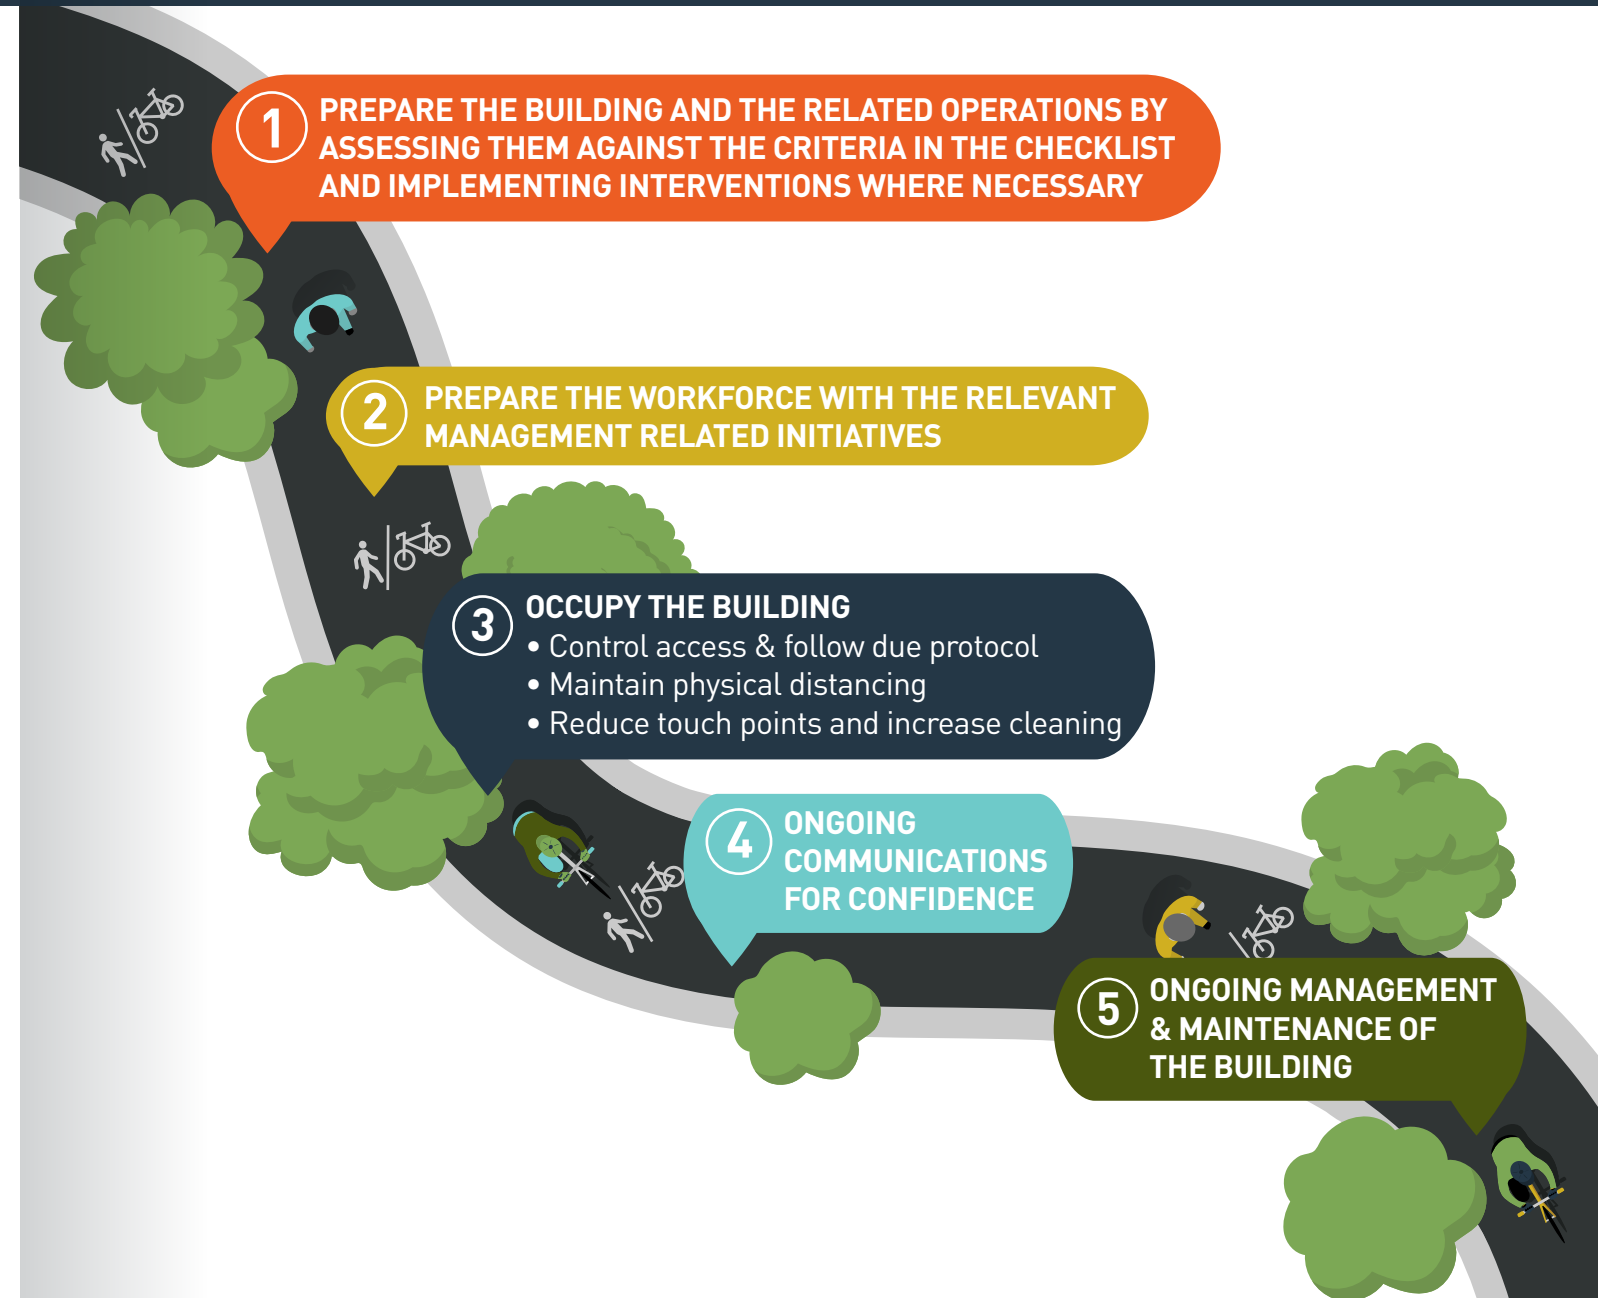 1
PREPARE THE BUILDING AND THE RELATED OPERATIONS BY
ASSESSING THEM AGAINST THE CRITERIA IN THE CHECKLIST
AND IMPLEMENTING INTERVENTIONS WHERE NECESSARY
2
PREPARE THE WORKFORCE WITH THE RELEVANT
MANAGEMENT RELATED INITIATIVES
3
OCCUPY THE BUILDING
• Control access & follow due protocol
• Maintain physical distancing
• Reduce touch points and increase cleaning
4
ONGOING
COMMUNICATIONS
FOR CONFIDENCE
5
ONGOING MANAGEMENT
& MAINTENANCE OF
THE BUILDING